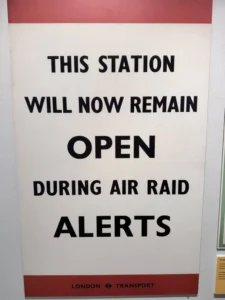 THIS STATION
WILL NOW REMAIN
OPEN
DURING AIR RAID
ALERTS
LONDON TRANSPORT